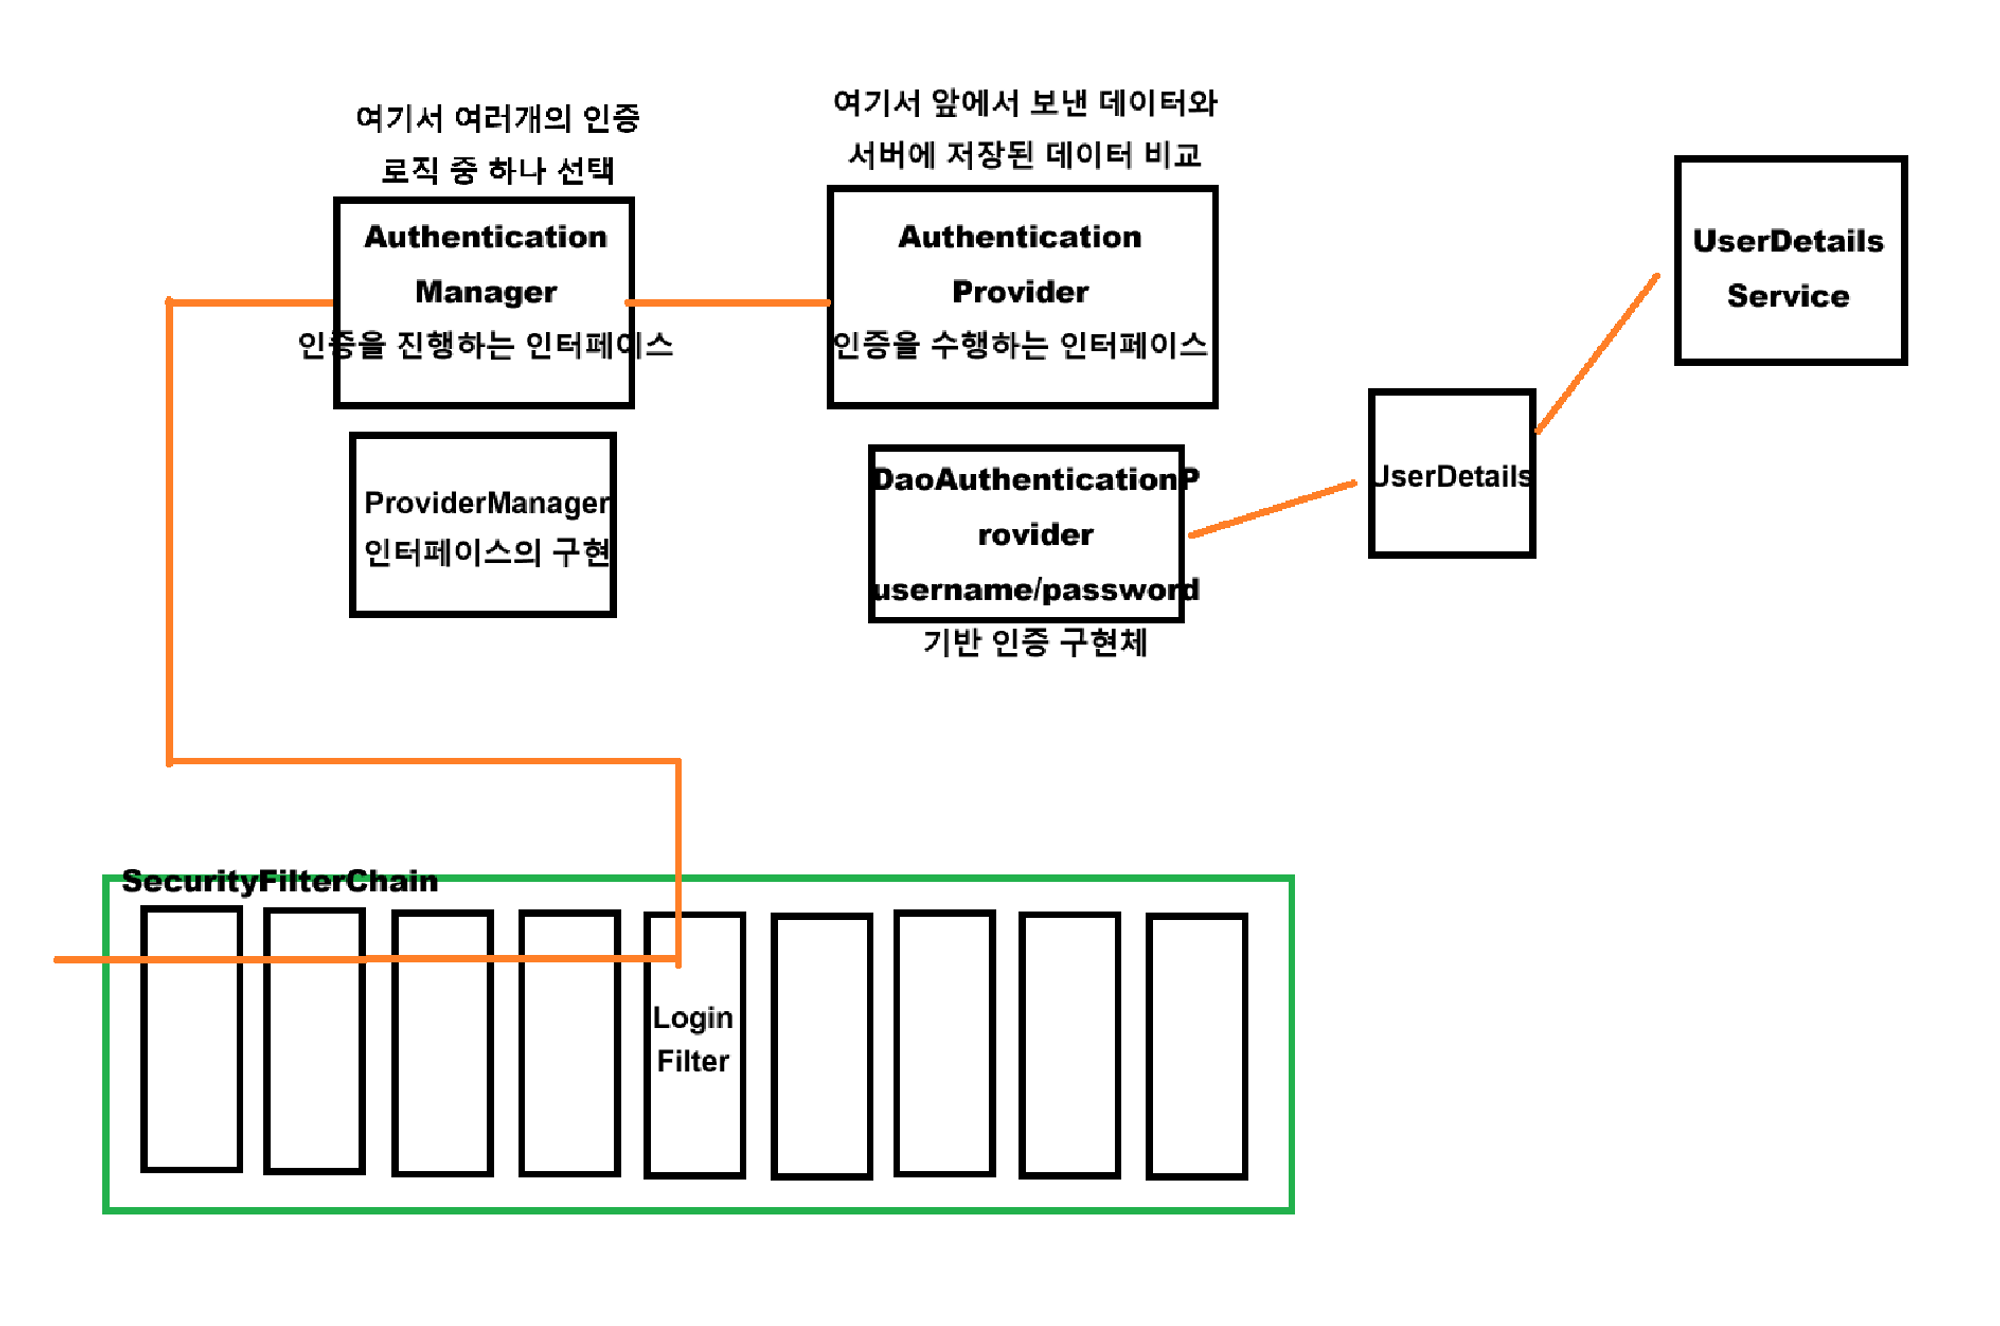 여기서 여러개의 인증
로직 중 하나 선택
Authentication
Manager
인증을 진행하는 인터페이스
ProviderManager
인터페이스의 구현
여기서 앞에서 보낸 데이터와
서버에 저장된 데이터 비교
Authentication
Provider
인증을 수행하는 인터페이스
DaoAuthenticationP
rovider
username/password
기반 인증 구현체
UserDetails
UserDetails
Service
SecurityFilterChain
Login
Filter